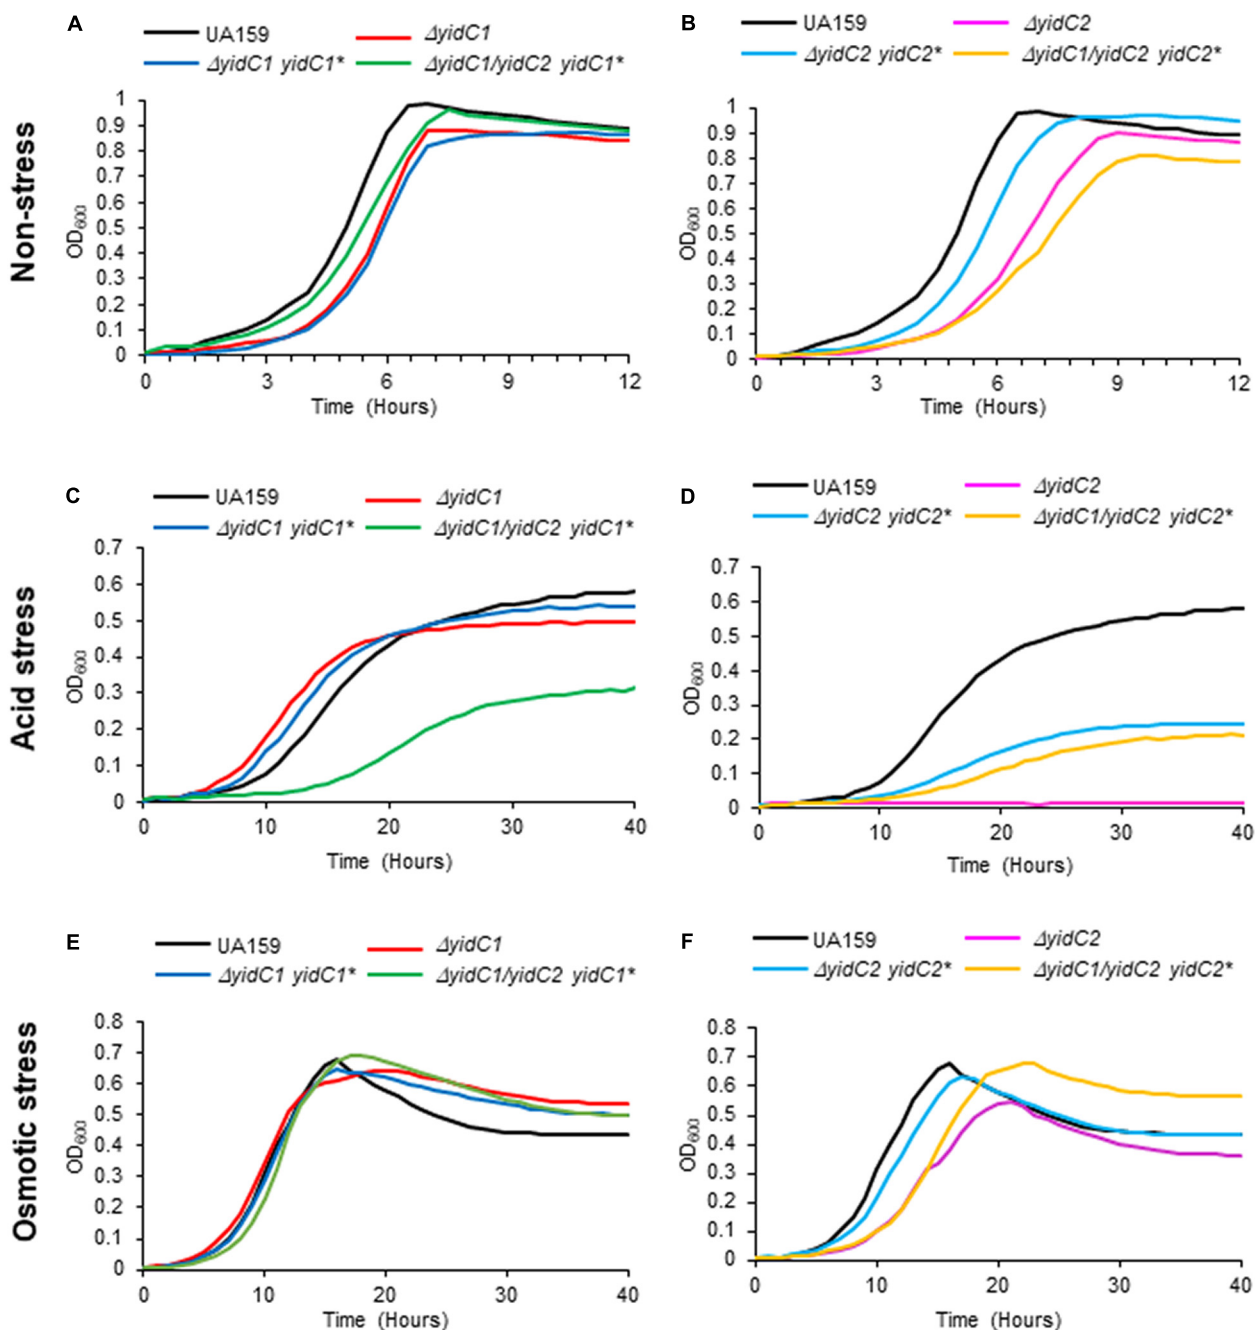 A
UA159 ΔyidC1
ΔyidC1 yidC1* ΔyidC1/yidC2 yidC1*
1
0.9
0.8
0.7
0.6
0.5
0.4
0.3
0.2
0.1
0
OD600
0 3 6 9 12
Time (Hours)
Non-stress
B
UA159 ΔyidC2
ΔyidC2 yidC2* ΔyidC1/yidC2 yidC2*
1
0.9
0.8
0.7
0.6
0.5
0.4
0.3
0.2
0.1
0
OD600
0 3 6 9 12
Time (Hours)
C
UA159 ΔyidC1
ΔyidC1 yidC1* ΔyidC1/yidC2 yidC1*
0.7
0.6
0.5
0.4
0.3
0.2
0.1
0
OD600
0 10 20 30 40
Time (Hours)
Acid stress
D
UA159 ΔyidC2
ΔyidC2 yidC2* ΔyidC1/yidC2 yidC2*
0.7
0.6
0.5
0.4
0.3
0.2
0.1
0
OD600
0 10 20 30 40
Time (Hours)
E
UA159 ΔyidC1
ΔyidC1 yidC1* ΔyidC1/yidC2 yidC1*
0.8
0.7
0.6
0.5
0.4
0.3
0.2
0.1
0
OD600
0 10 20 30 40
Time (Hours)
Osmotic stress
F
UA159 ΔyidC2
ΔyidC2 yidC2* ΔyidC1/yidC2 yidC2*
0.8
0.7
0.6
0.5
0.4
0.3
0.2
0.1
0
OD600
0 10 20 30 40
Time (Hours)